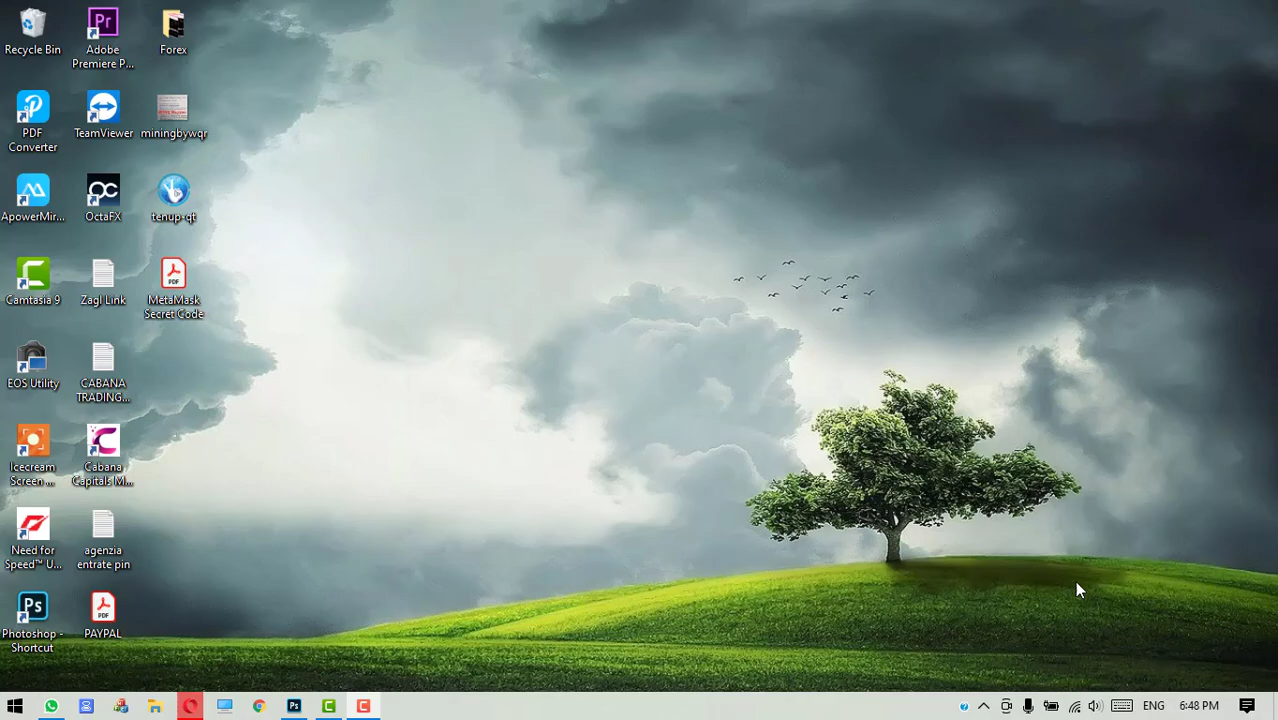 Recycle Bin
Adobe
Premiere P...
Forex
PDF
Converter
TeamViewer
miningbywqr
ApowerMir...
OctaFX
tenup-qt
Camtasia 9
Zagl Link
MetaMask
Secret Code
EOS Utility
CABANA
TRADING...
Icecream
Screen ...
Cabana
Capitals M...
Need for
Speed™ U...
agenzia
entrate pin
Photoshop -
Shortcut
PAYPAL
ENG
6:48 PM